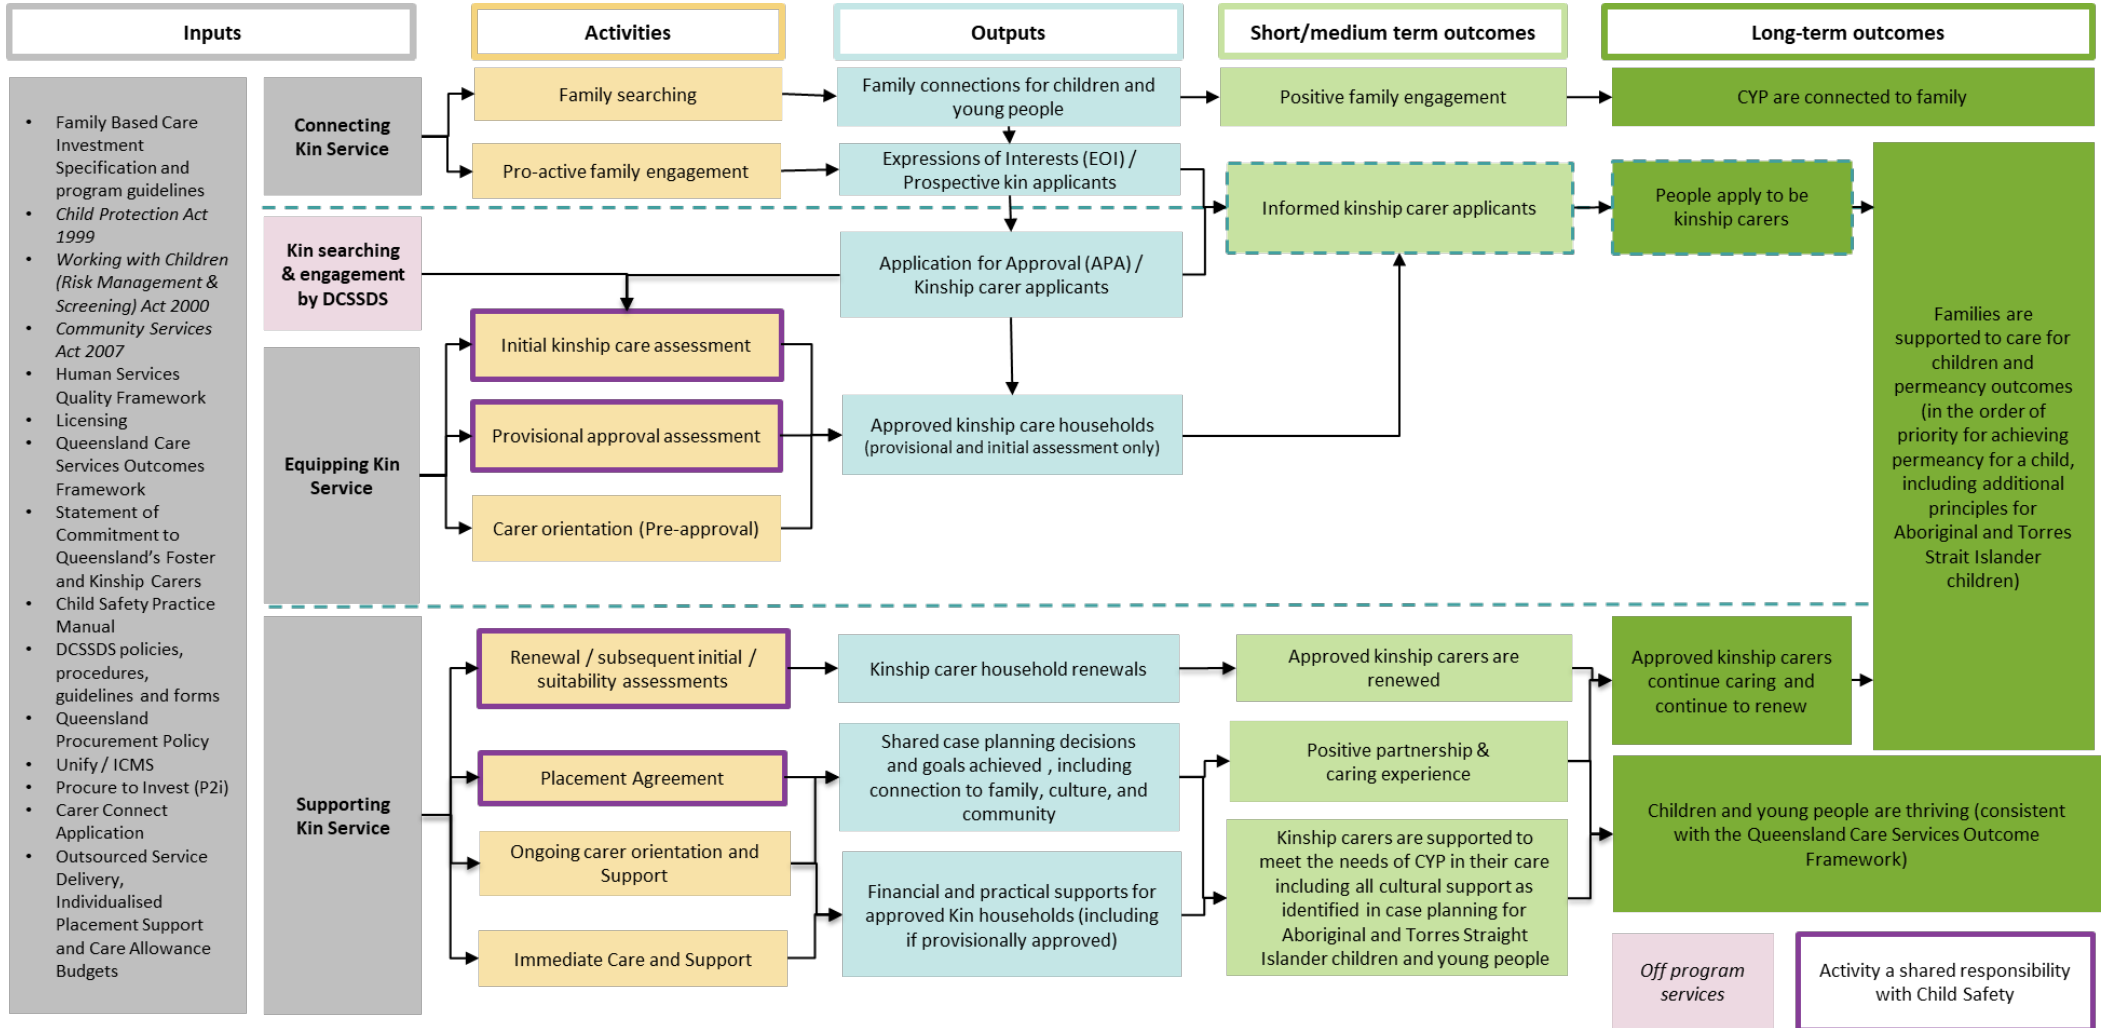 Inputs
Activities
Outputs
Short/medium term outcomes
Long-term outcomes
• Family Based Care
Investment
Specification and
program guidelines
• Child Protection Act
1999
• Working with Children
(Risk Management &
Screening) Act 2000
• Community Services
Act 2007
• Human Services
Quality Framework
• Licensing
• Queensland Care
Services Outcomes
Framework
• Statement of
Commitment to
Queensland's Foster
and Kinship Carers
• Child Safety Practice
Manual
• DCSSDS policies,
procedures,
guidelines and forms
• Queensland
Procurement Policy
• Unify / ICMS
• Procure to Invest (P2i)
• Carer Connect
Application
• Outsourced Service
Delivery,
Individualised
Placement Support
and Care Allowance
Budgets
Connecting
Kin Service
Family searching
Family connections for children and
young people
Positive family engagement
CYP are connected to family
Pro-active family engagement
Expressions of Interests (EOI) /
Prospective kin applicants
Informed kinship carer applicants
People apply to be
kinship carers
Kin searching
& engagement
by DCSSDS
Application for Approval (APA) /
Kinship carer applicants
Families are
supported to care for
children and
permeancy outcomes
(in the order of
priority for achieving
permeancy for a child,
including additional
principles for
Aboriginal and Torres
Strait Islander
children)
Equipping Kin
Service
Initial kinship care assessment
Provisional approval assessment
Carer orientation (Pre-approval)
Approved kinship care households
(provisional and initial assessment only)
Supporting
Kin Service
Renewal / subsequent initial /
suitability assessments
Kinship carer household renewals
Approved kinship carers are
renewed
Approved kinship carers
continue caring and
continue to renew
Placement Agreement
Shared case planning decisions
and goals achieved , including
connection to family, culture, and
community
Positive partnership &
caring experience
Children and young people are thriving (consistent
with the Queensland Care Services Outcome
Framework)
Ongoing carer orientation and
Support
Immediate Care and Support
Financial and practical supports for
approved Kin households (including
if provisionally approved)
Kinship carers are supported to
meet the needs of CYP in their care
including all cultural support as
identified in case planning for
Aboriginal and Torres Straight
Islander children and young people
Off program
services
Activity a shared responsibility
with Child Safety